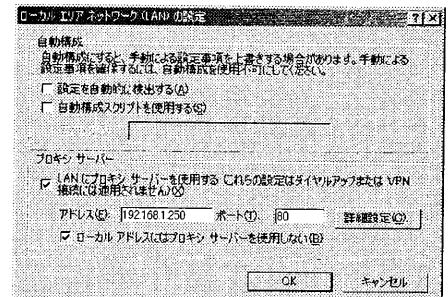 ローカル エリア ネットワーク (LAN) の設定
自動構成
自動構成にすると、手動による設定事項を上書きする場合があります。手動による
設定事項を確保するには、自動構成を使用不可にしてください。
設定を自動的に検出する(A)
自動構成スクリプトを使用する(S)
プロキシ サーバー
LAN にプロキシ サーバーを使用する (これらの設定はダイヤルアップまたは VPN
接続には適用されません)(X)
アドレス(E): 192.168.1.250 ポート(T): 80 詳細設定(C)...
ローカル アドレスにはプロキシ サーバーを使用しない(B)
OK キャンセル